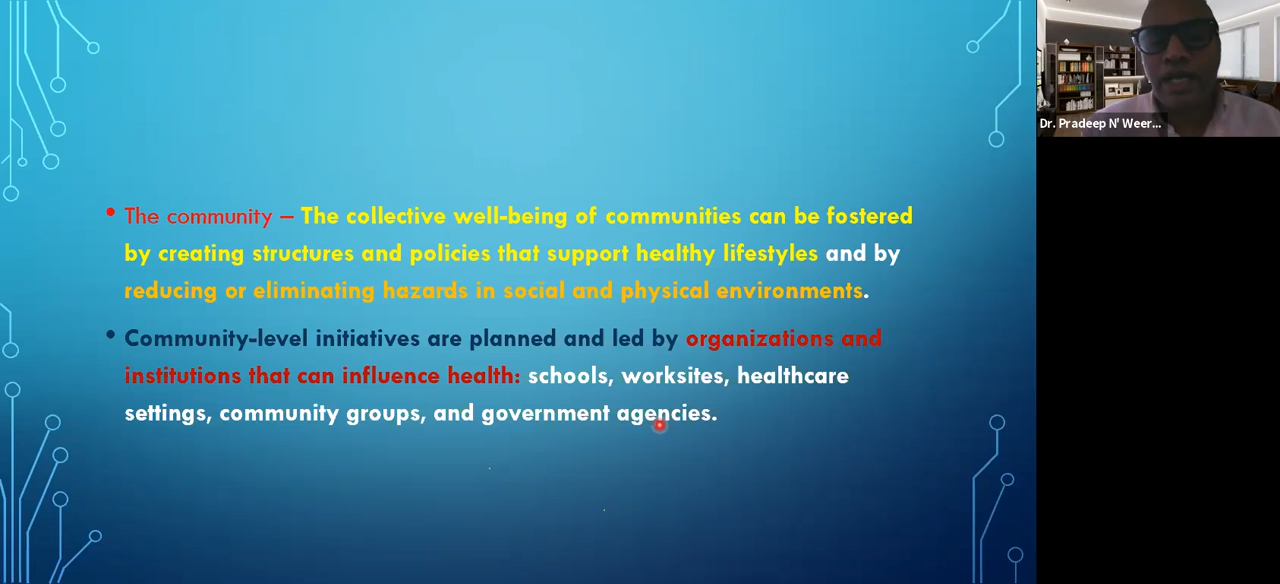 • The community – The collective well-being of communities can be fostered
by creating structures and policies that support healthy lifestyles and by
reducing or eliminating hazards in social and physical environments.
• Community-level initiatives are planned and led by organizations and
institutions that can influence health: schools, worksites, healthcare
settings, community groups, and government agencies.
Dr. Pradeep N' Weer...